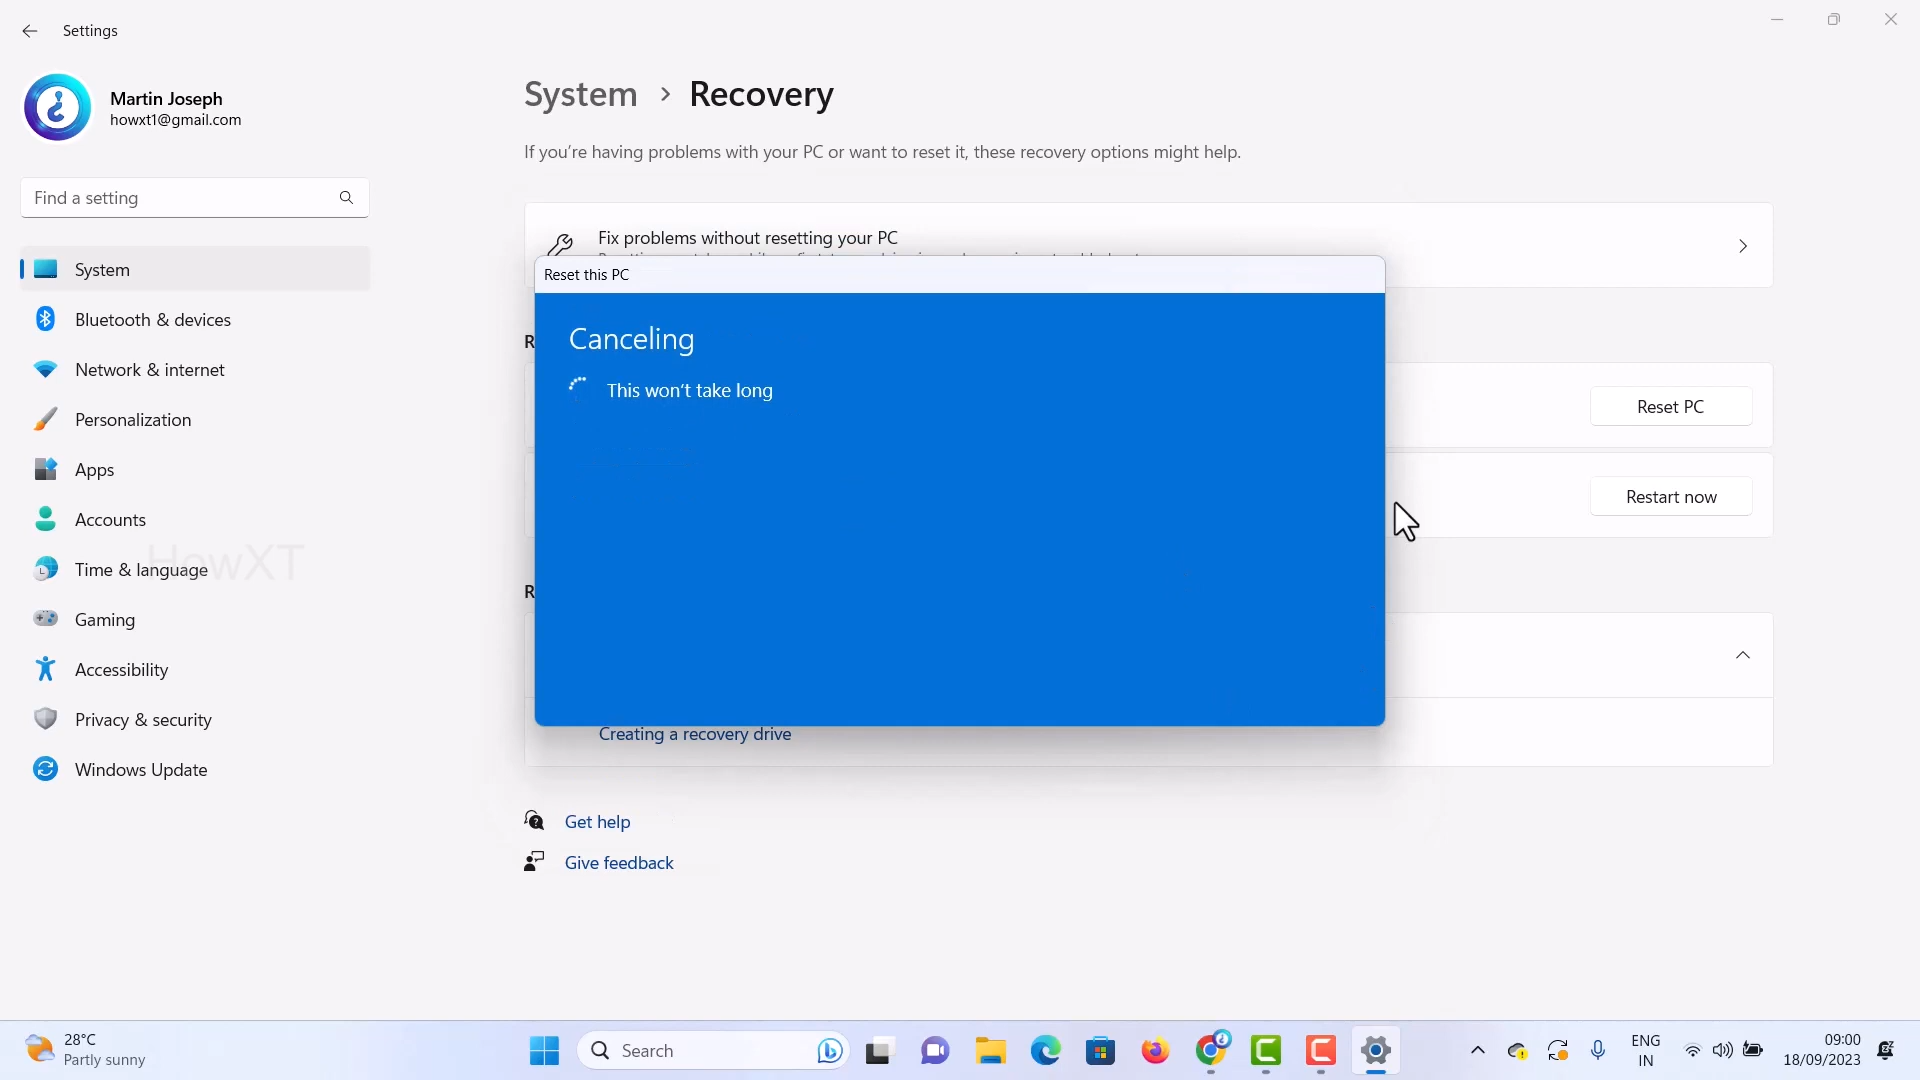 Settings
Martin Joseph
howxt1@gmail.com
Find a setting
System
Bluetooth & devices
Network & internet
Personalization
Apps
Accounts
Time & language
HowXT
Gaming
Accessibility
Privacy & security
Windows Update
System > Recovery
If you're having problems with your PC or want to reset it, these recovery options might help.
Fix problems without resetting your PC
Reset this PC
Canceling
This won't take long
R
Reset PC
Restart now
R
Creating a recovery drive
Get help
Give feedback
28°C
Partly sunny
Search
ENG
IN
09:00
18/09/2023